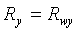 R_y = R_wy